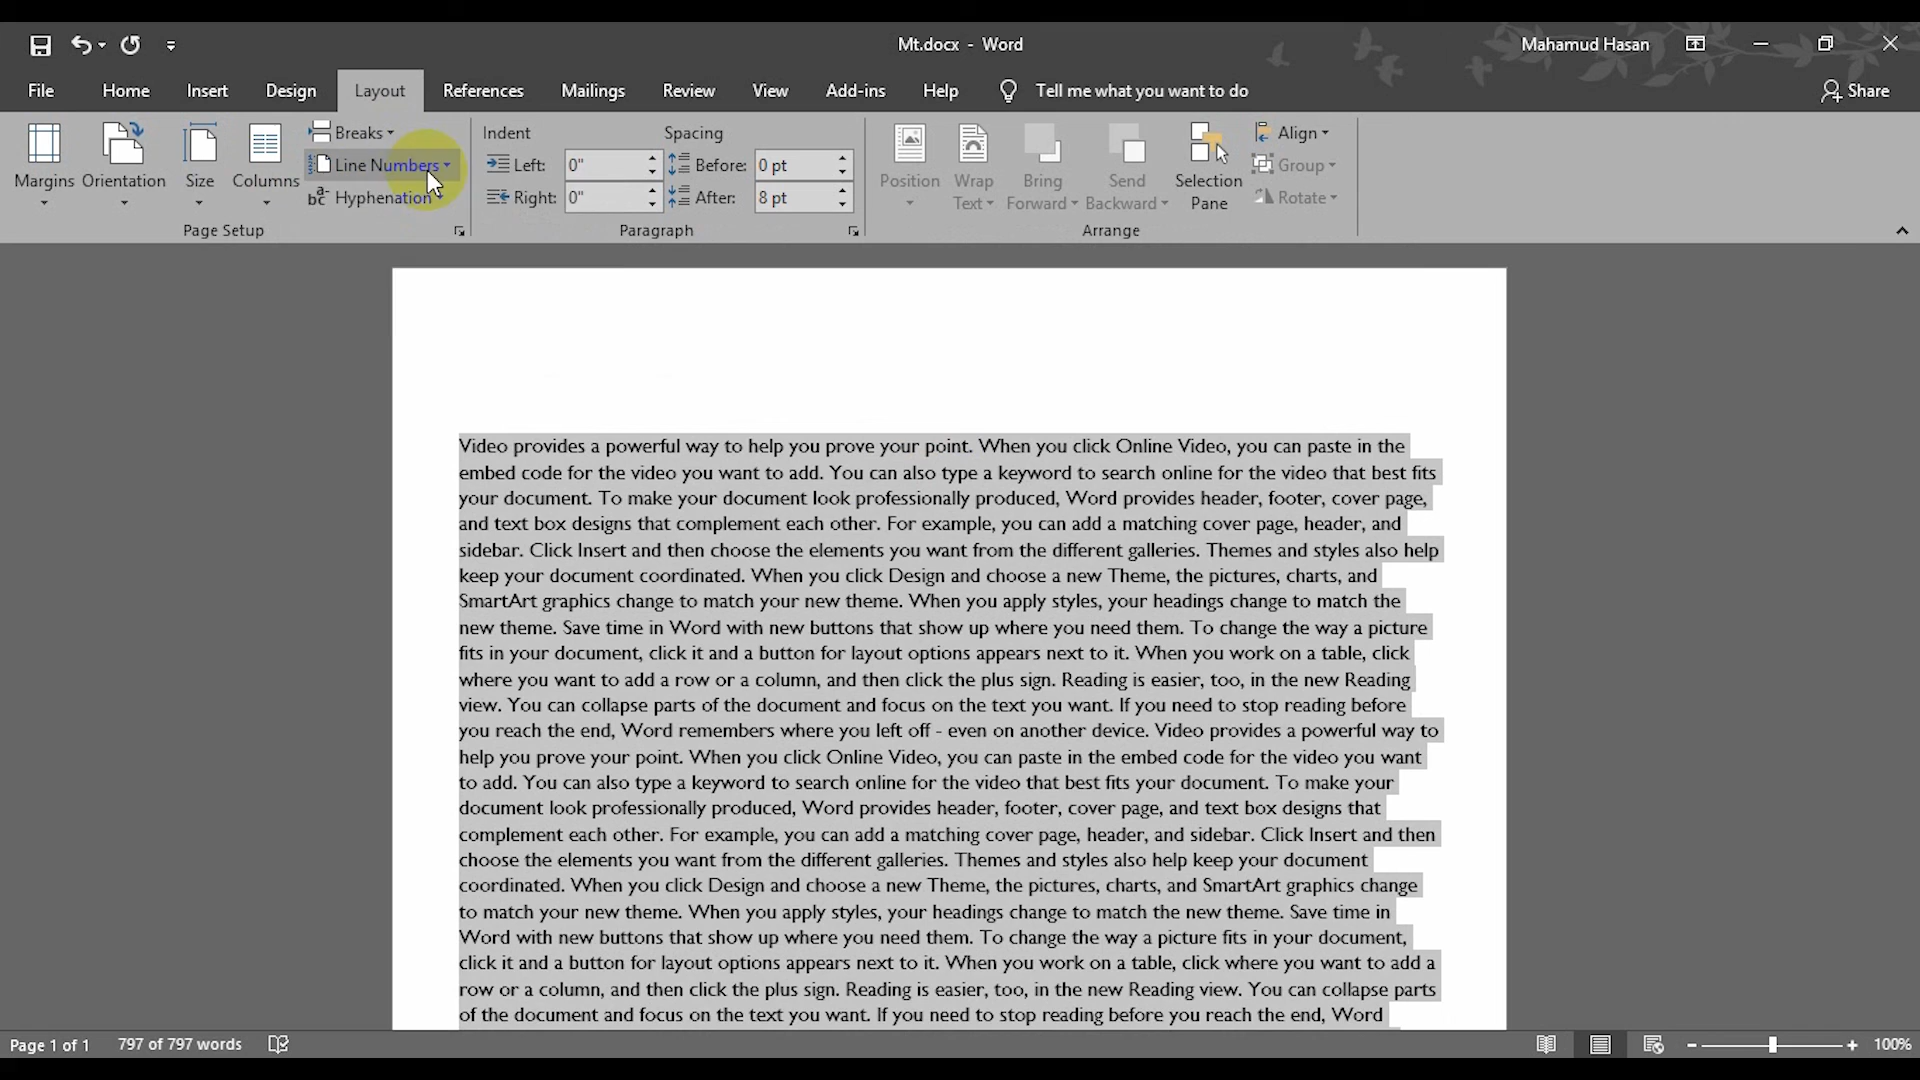 Mt.docx - Word
Mahamud Hasan
File Home Insert Design Layout References Mailings Review View Add-ins Help Tell me what you want to do Share
Margins
Orientation
Size
Columns
Breaks
Line Numbers
Hyphenation
Page Setup
Indent
Left: 0"
Right: 0"
Spacing
Before: 0 pt
After: 8 pt
Paragraph
Position
Wrap
Text
Bring
Forward
Send
Backward
Selection
Pane
Align
Group
Rotate
Arrange
Video provides a powerful way to help you prove your point. When you click Online Video, you can paste in the
embed code for the video you want to add. You can also type a keyword to search online for the video that best fits
your document. To make your document look professionally produced, Word provides header, footer, cover page,
and text box designs that complement each other. For example, you can add a matching cover page, header, and
sidebar. Click Insert and then choose the elements you want from the different galleries. Themes and styles also help
keep your document coordinated. When you click Design and choose a new Theme, the pictures, charts, and
SmartArt graphics change to match your new theme. When you apply styles, your headings change to match the
new theme. Save time in Word with new buttons that show up where you need them. To change the way a picture
fits in your document, click it and a button for layout options appears next to it. When you work on a table, click
where you want to add a row or a column, and then click the plus sign. Reading is easier, too, in the new Reading
view. You can collapse parts of the document and focus on the text you want. If you need to stop reading before
you reach the end, Word remembers where you left off - even on another device. Video provides a powerful way to
help you prove your point. When you click Online Video, you can paste in the embed code for the video you want
to add. You can also type a keyword to search online for the video that best fits your document. To make your
document look professionally produced, Word provides header, footer, cover page, and text box designs that
complement each other. For example, you can add a matching cover page, header, and sidebar. Click Insert and then
choose the elements you want from the different galleries. Themes and styles also help keep your document
coordinated. When you click Design and choose a new Theme, the pictures, charts, and SmartArt graphics change
to match your new theme. When you apply styles, your headings change to match the new theme. Save time in
Word with new buttons that show up where you need them. To change the way a picture fits in your document,
click it and a button for layout options appears next to it. When you work on a table, click where you want to add a
row or a column, and then click the plus sign. Reading is easier, too, in the new Reading view. You can collapse parts
of the document and focus on the text you want. If you need to stop reading before you reach the end, Word
Page 1 of 1 797 of 797 words 100%